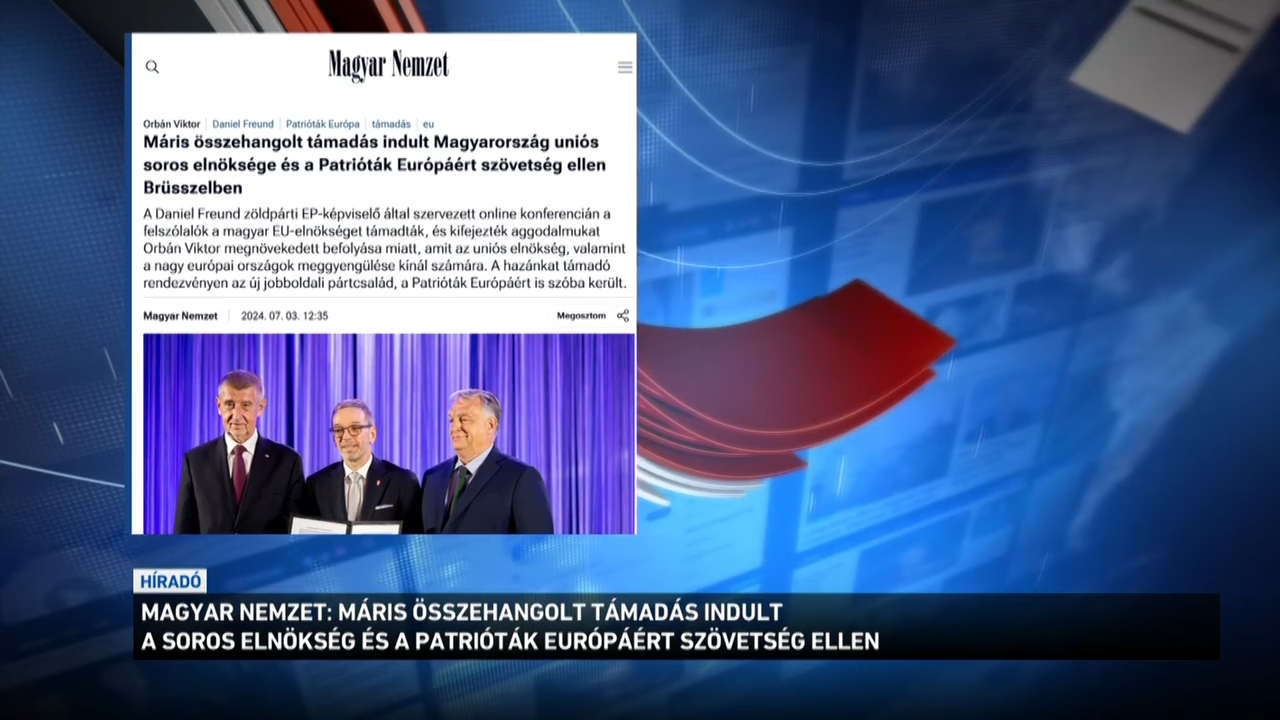 Magyar Nemzet
Orbán Viktor | Daniel Freund | Patrióták Európa | támadás | eu
Máris összehangolt támadás indult Magyarország uniós
soros elnöksége és a Patrióták Európáért szövetség ellen
Brüsszelben
A Daniel Freund zöldpárti EP-képviselő által szervezett online konferencián a
felszólalók a magyar EU-elnökséget támadták, és kifejezték aggodalmukat
Orbán Viktor megnövekedett befolyása miatt, amit az uniós elnökség, valamint
a nagy európai országok meggyengülése kínál számára. A hazánkat támadó
rendezvényen az új jobboldali pártcsalád, a Patrióták Európáért is szóba került.
Magyar Nemzet | 2024. 07. 03. 12:35 Megosztom
HÍRADÓ
MAGYAR NEMZET: MÁRIS ÖSSZEHANGOLT TÁMADÁS INDULT
A SOROS ELNÖKSÉG ÉS A PATRIÓTÁK EURÓPÁÉRT SZÖVETSÉG ELLEN